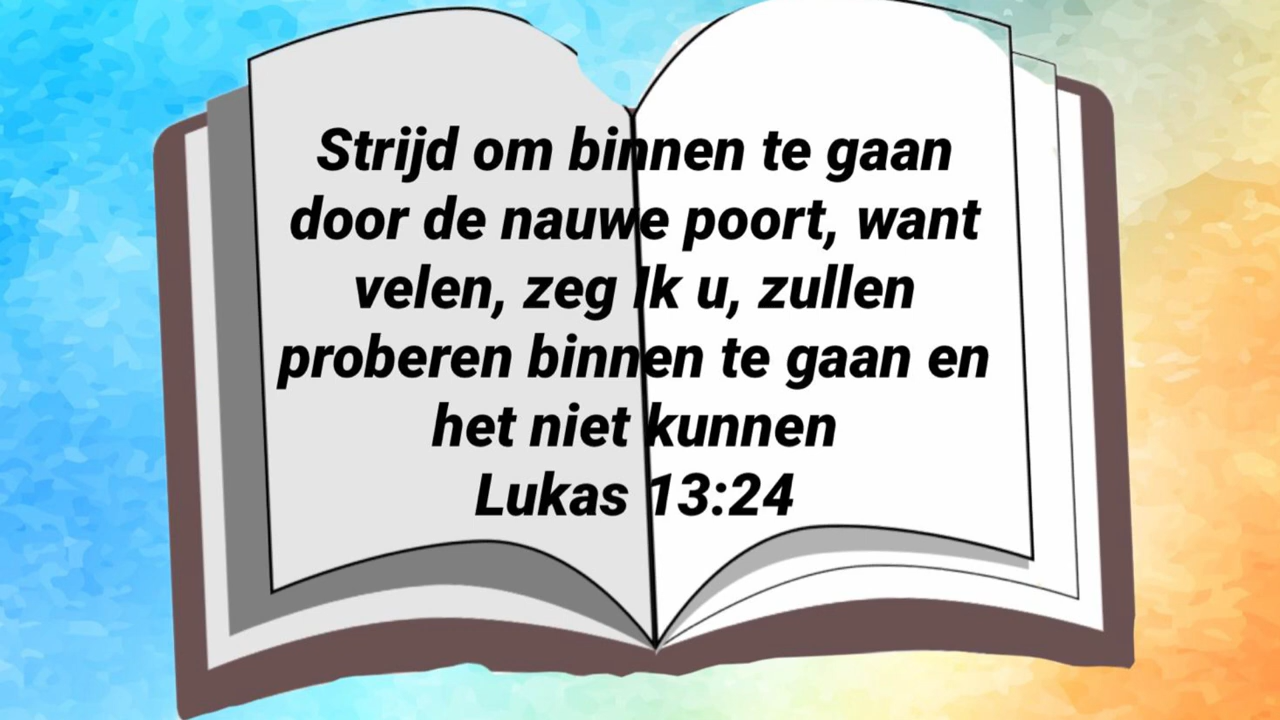 Strijd om binnen te gaan
door de nauwe poort, want
velen, zeg Ik u, zullen
proberen binnen te gaan en
het niet kunnen
Lukas 13:24